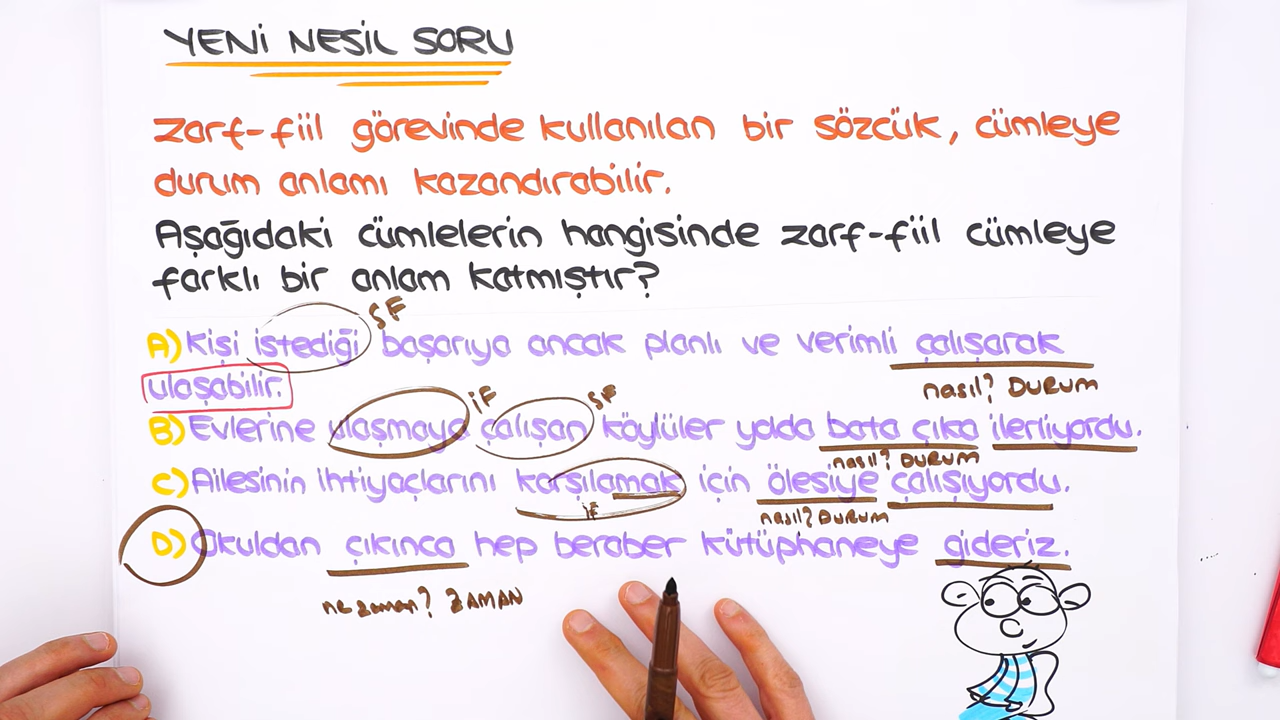 YENİ NESİL SORU
Zarf-fiil görevinde kullanılan bir sözcük, cümleye
durum anlamı kazandırabilir.
Aşağıdaki cümlelerin hangisinde zarf-fiil cümleye
farklı bir anlam katmıştır?
SF
A) Kişi istediği başarıya ancak planlı ve verimli çalışarak
ulaşabilir.
nasıl? DURUM
İF SF
B) Evlerine ulaşmaya çalışan köylüler yolda bata çıka ilerliyordu.
nasıl? DURUM
C) Ailesinin ihtiyaçlarını karşılamak için ölesiye çalışıyordu.
İF nasıl? DURUM
D) Okuldan çıkınca hep beraber kütüphaneye gideriz.
ne zaman? ZAMAN